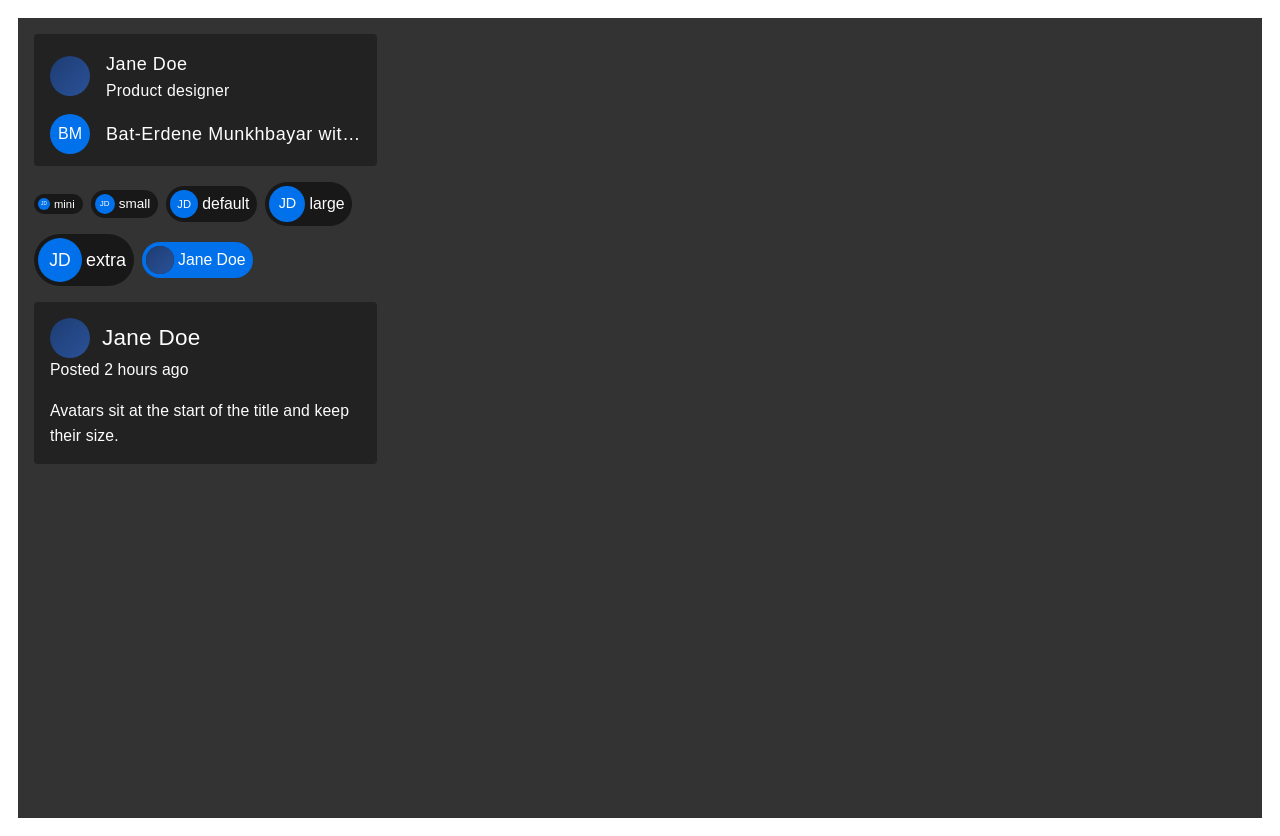 Jane Doe
Product designer
BM Bat-Erdene Munkhbayar wit…
JD mini JD small JD default JD large
JD extra Jane Doe
Jane Doe
Posted 2 hours ago
Avatars sit at the start of the title and keep
their size.